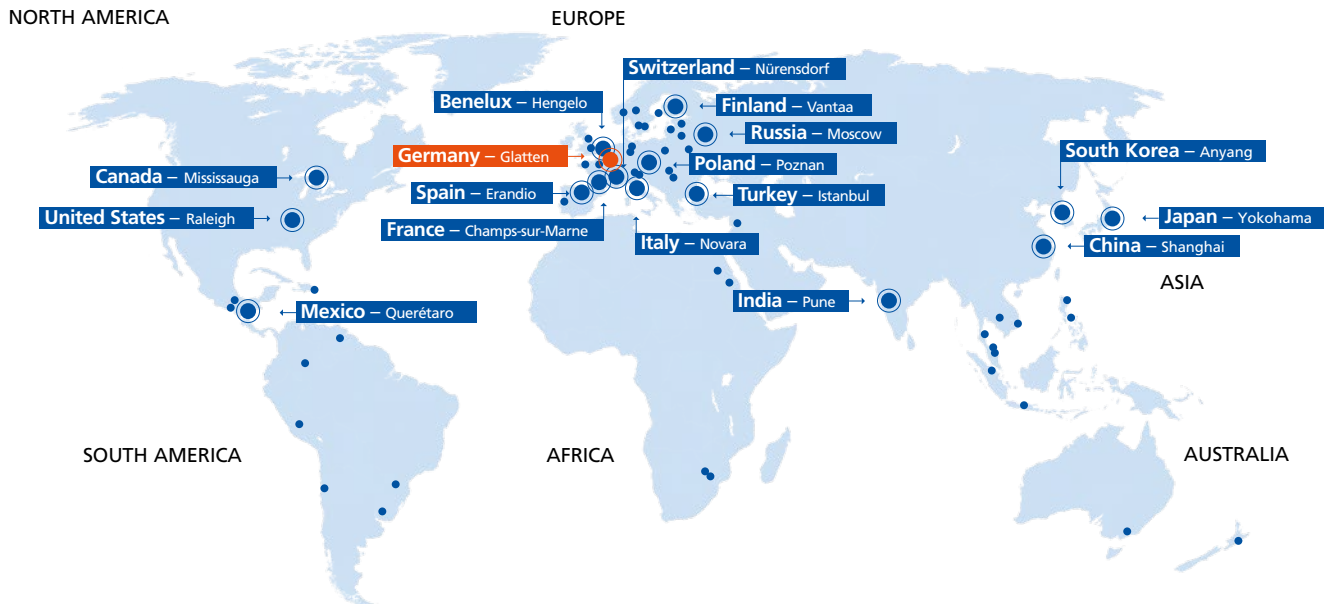 NORTH AMERICA
EUROPE
Switzerland – Nürensdorf
Benelux – Hengelo
Finland – Vantaa
Russia – Moscow
Germany – Glatten
South Korea – Anyang
Poland – Poznan
Canada – Mississauga
Spain – Erandio
Turkey – Istanbul
United States – Raleigh
Japan – Yokohama
France – Champs-sur-Marne
Italy – Novara
China – Shanghai
ASIA
India – Pune
Mexico – Querétaro
SOUTH AMERICA
AFRICA
AUSTRALIA